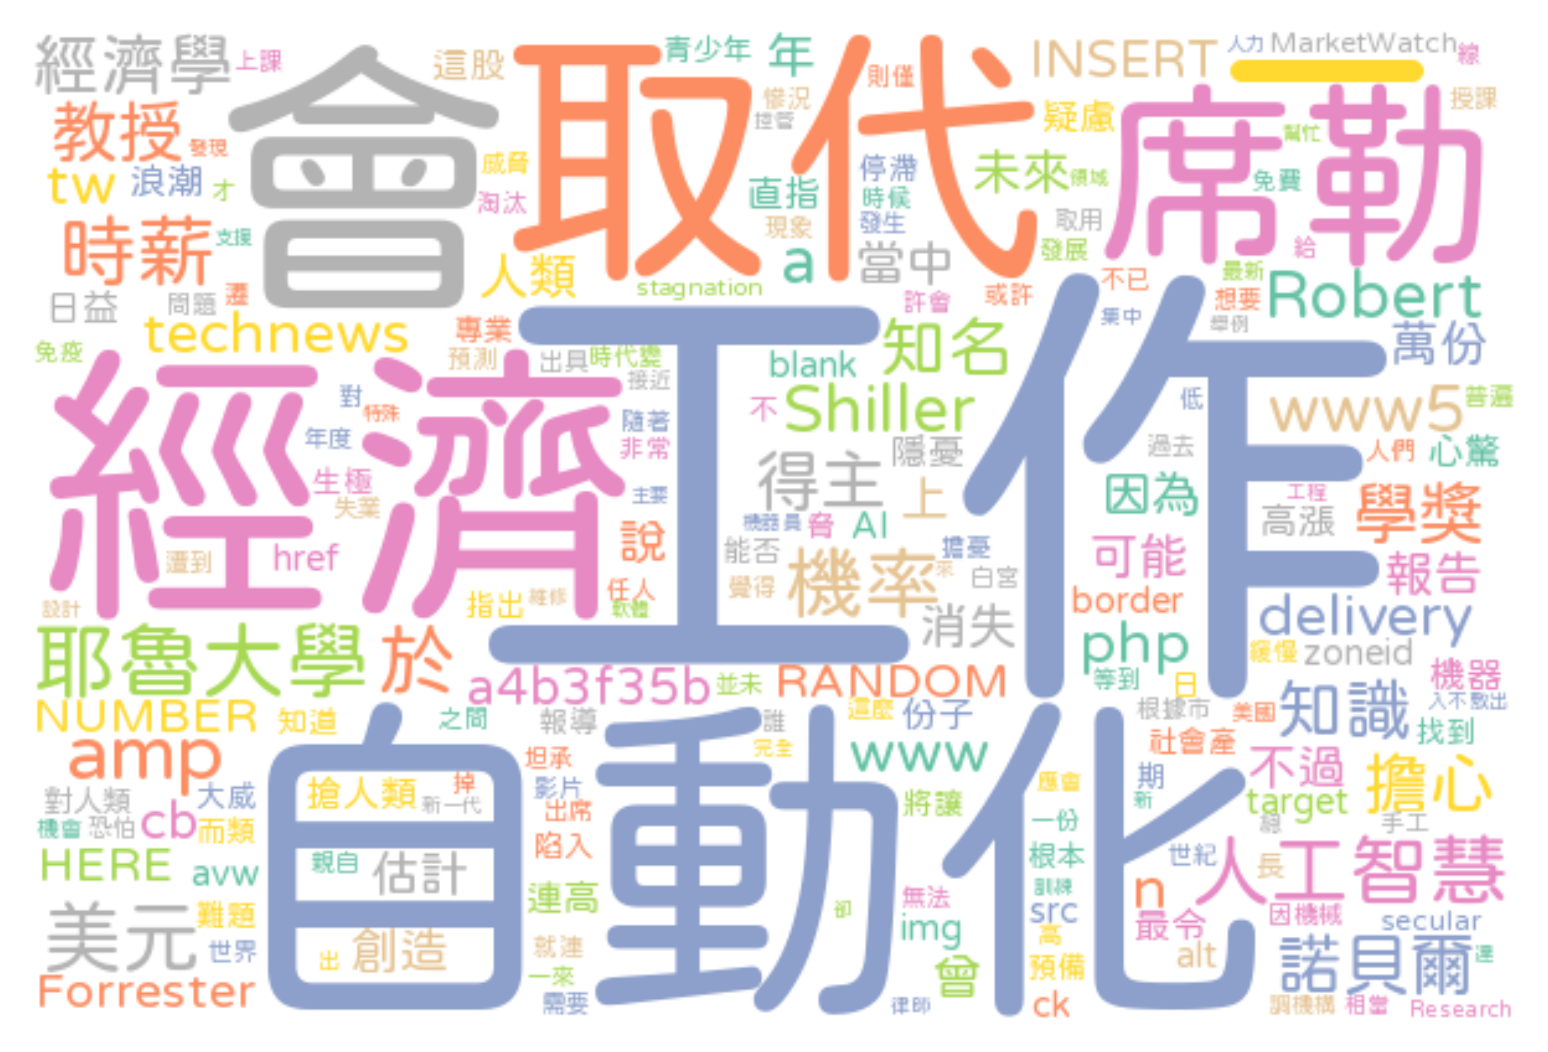 經濟學 上課
會
這股
取代
青少年 年
則僅
INSERT
人力 MarketWatch 線
一
教授 發現
慘況
控管
疑慮
席勒
授課
幫忙
tw 浪潮 才
威脅
淘汰
直指
現象
停滯
時候
發生
未來 領域
免費
取用
時薪 支援
人類
a
當中
發展
給
stagnation
許會
或許
不已
最新
想要
Robert
日益 問題 遷
technews 專業
工作
知名
集中
舉例
萬份
免疫
預測 出具 時代變
blank
經濟
接近
對
特殊
不 Shiller
低
www5 普遍
年度
隨著
非常
得主 隱憂
過去
人們 心驚
生極
失業
主要
上
因為
工程
高漲 學獎
遭到 href
說
機器員 脅 AI
能否
擔憂
可能
報告
覺得 機率 來 白宮
設計
指出 維修 任人
軟體
消失
border
delivery
耶魯大學 於
php
緩慢 zoneid
a4b3f35b 並未 RANDOM
等到 日
機器
人不敷出
NUMBER 知道
自動化
之間 報導 誰 這麼 份子
根據市 美國 知識 找到
amp
坦承 完全 www
社會產 不過 擔心
對人類 大威
搶人類 掉
新一代
影片
出席
將讓
應會
期
新
target
機會 恐怕 cb 而類
陷入
一份
總 手工
HERE avw
親自 估計
根本
世紀 人工智慧
長
連高
卻
無法
訓練
n
美元 難題
img
src
最令
因機械 secular
世界
出 創造
就連
高
alt
諾貝爾 達
一來
曾
預備
Forrester
需要
律師
ck
調機構 相當 Research